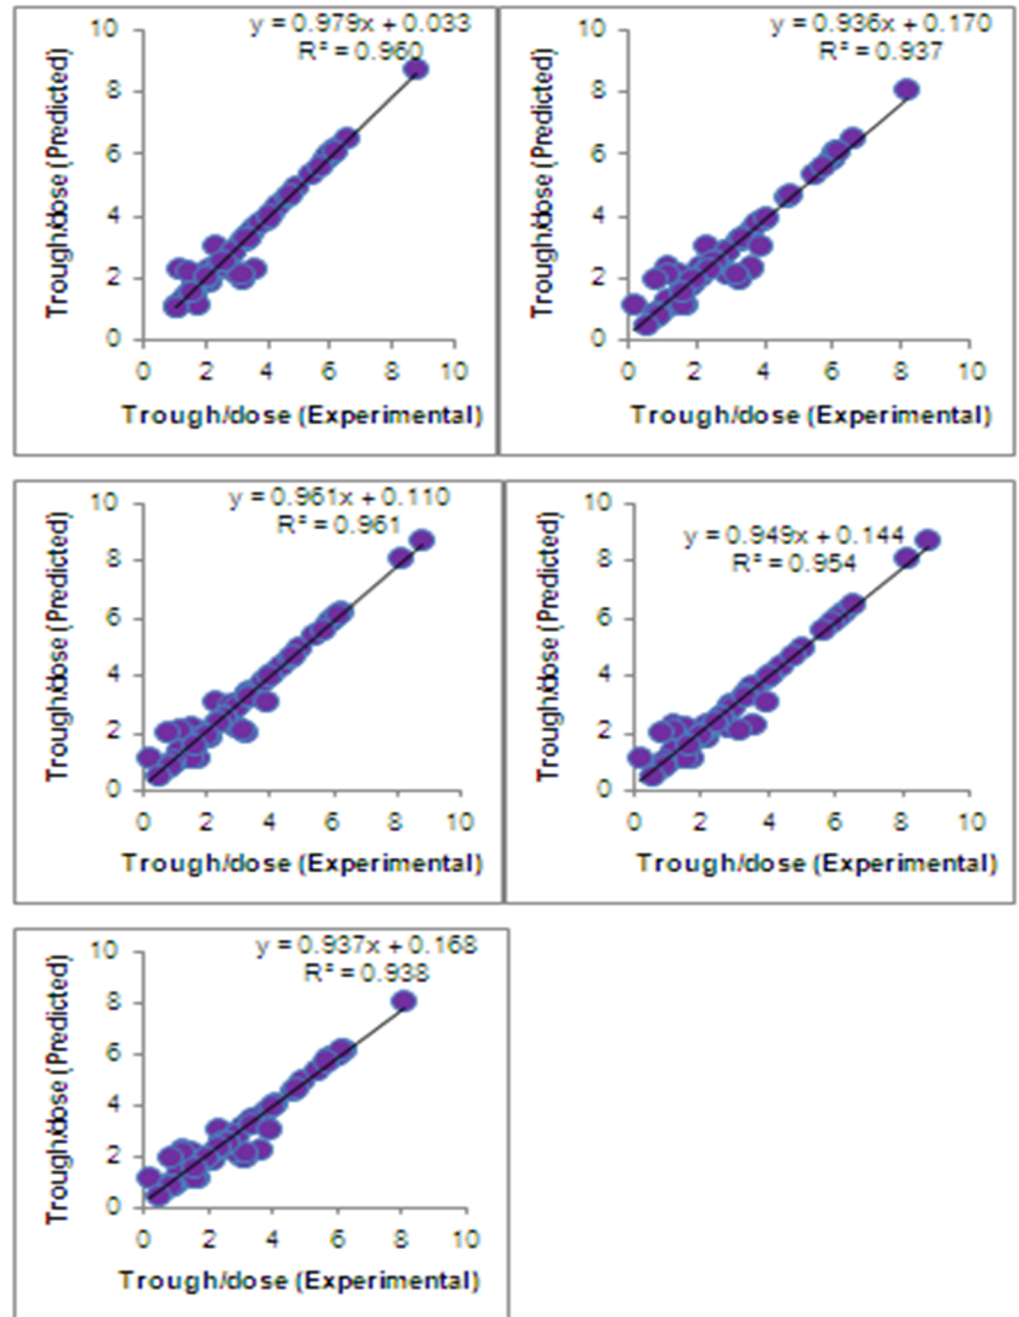 y = 0.979x + 0.033
R² = 0.960
Trough/dose (Predicted)
10
8
6
4
2
0
0 2 4 6 8 10
Trough/dose (Experimental)
y = 0.936x + 0.170
R² = 0.937
Trough/dose (Predicted)
10
8
6
4
2
0
0 2 4 6 8 10
Trough/dose (Experimental)
y = 0.961x + 0.110
R² = 0.961
Trough/dose (Predicted)
10
8
6
4
2
0
0 2 4 6 8 10
Trough/dose (Experimental)
y = 0.949x + 0.144
R² = 0.954
Trough/dose (Predicted)
10
8
6
4
2
0
0 2 4 6 8 10
Trough/dose (Experimental)
y = 0.937x + 0.168
R² = 0.938
Trough/dose (Predicted)
10
8
6
4
2
0
0 2 4 6 8 10
Trough/dose (Experimental)